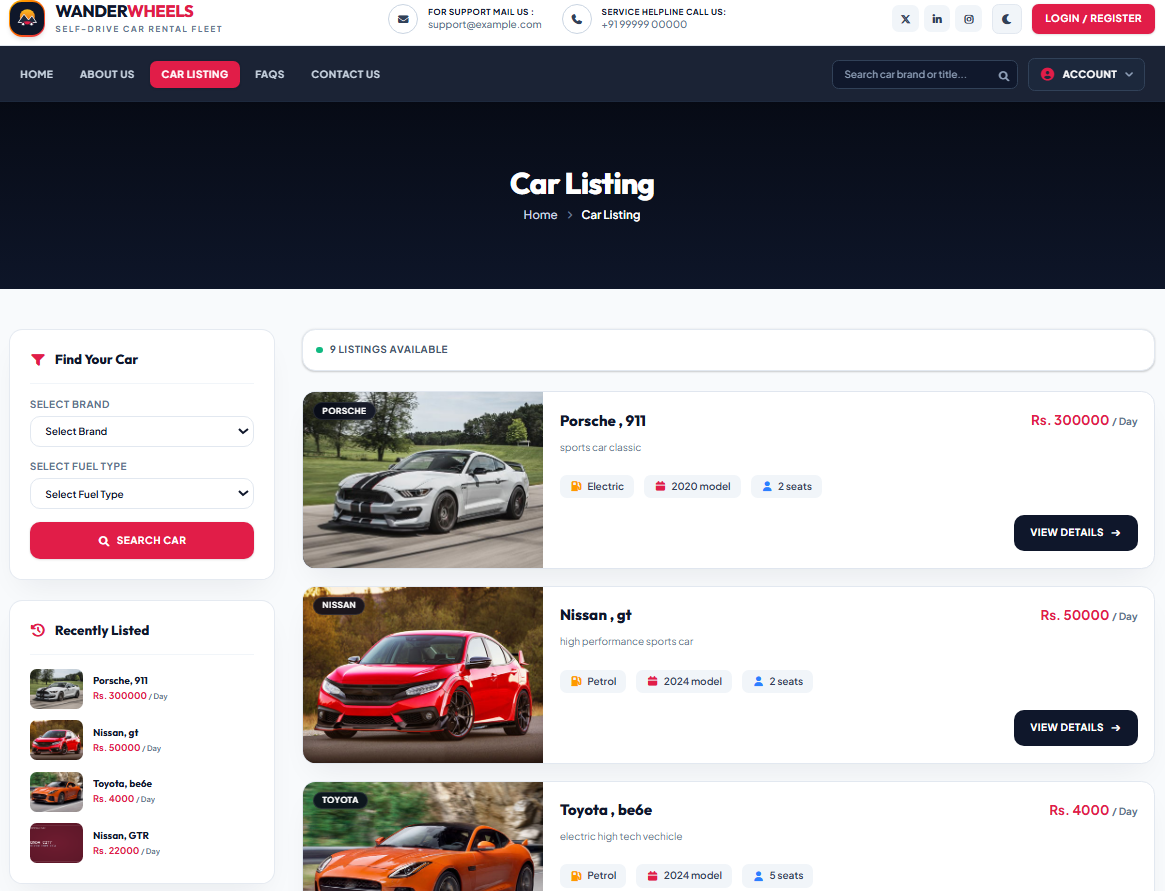 WANDERWHEELS
SELF-DRIVE CAR RENTAL FLEET
FOR SUPPORT MAIL US :
support@example.com
SERVICE HELPLINE CALL US:
+91 99999 00000
LOGIN / REGISTER
HOME
ABOUT US
CAR LISTING
FAQS
CONTACT US
Search car brand or title...
ACCOUNT
Car Listing
Home
Car Listing
Find Your Car
SELECT BRAND
Select Brand
SELECT FUEL TYPE
Select Fuel Type
SEARCH CAR
Recently Listed
Porsche, 911
Rs. 300000 / Day
Nissan, gt
Rs. 50000 / Day
Toyota, be6e
Rs. 4000 / Day
Nissan, GTR
Rs. 22000 / Day
9 LISTINGS AVAILABLE
PORSCHE
Porsche , 911
Rs. 300000 / Day
sports car classic
Electric
2020 model
2 seats
VIEW DETAILS
NISSAN
Nissan , gt
Rs. 50000 / Day
high performance sports car
Petrol
2024 model
2 seats
VIEW DETAILS
TOYOTA
Toyota , be6e
Rs. 4000 / Day
electric high tech vechicle
Petrol
2024 model
5 seats